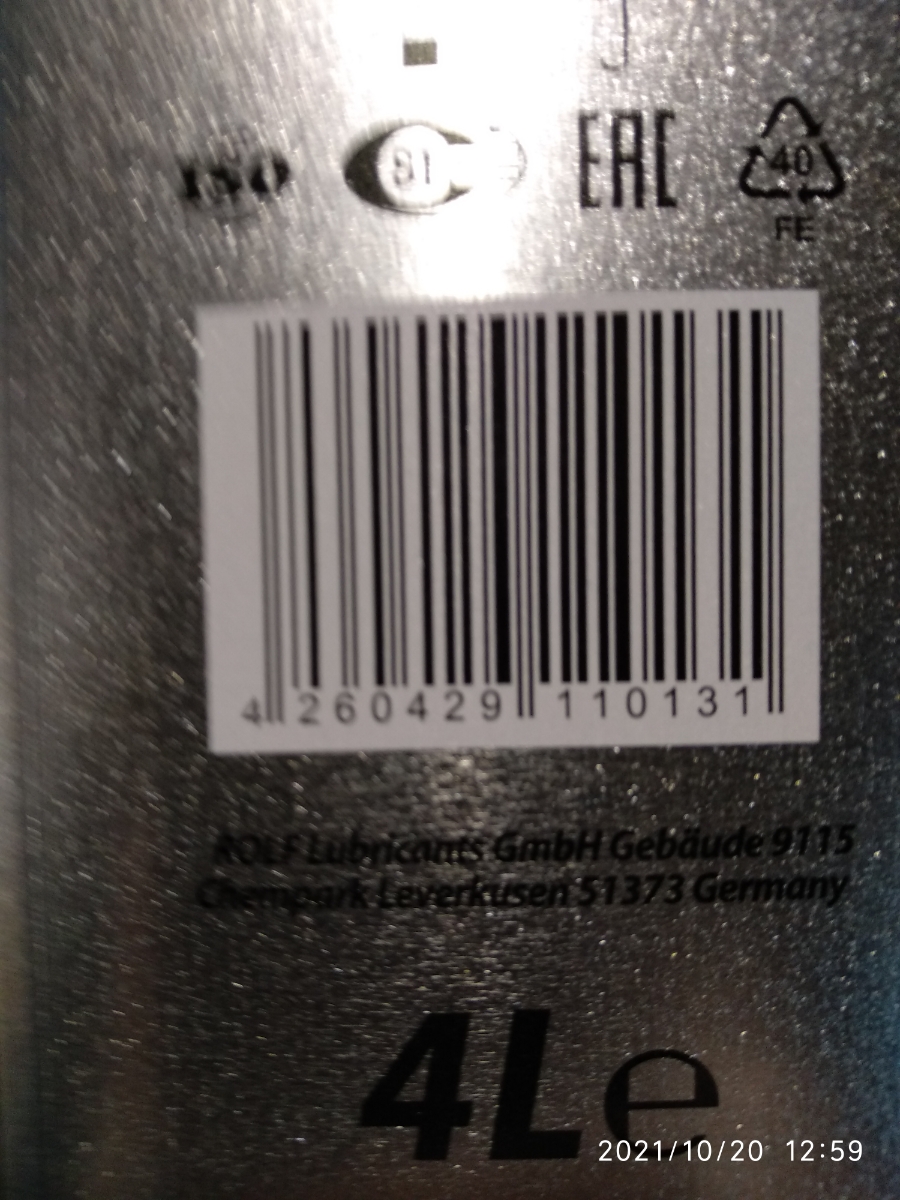 ISO
EAC
40
FE
4 260429 110131
ROLF Lubricants GmbH Gebäude 9115
Chempark Leverkusen 51373 Germany
4L e
2021/10/20 12:59